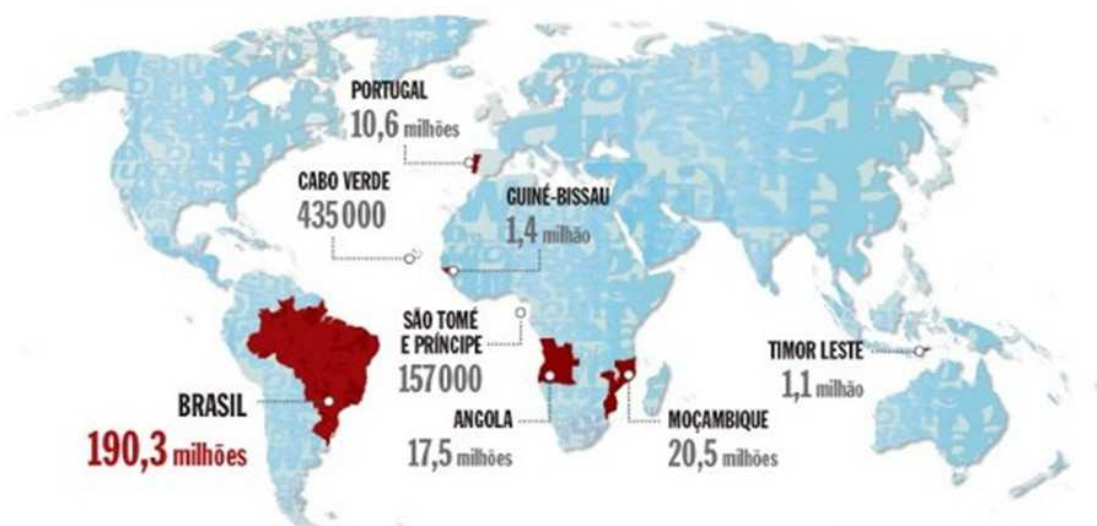 PORTUGAL
10,6 milhões
CABO VERDE
435 000
GUINÉ-BISSAU
1,4 milhão
SÃO TOMÉ
E PRÍNCIPE
157 000
BRASIL
190,3 milhões
ANGOLA
17,5 milhões
MOÇAMBIQUE
20,5 milhões
TIMOR LESTE
1,1 milhão